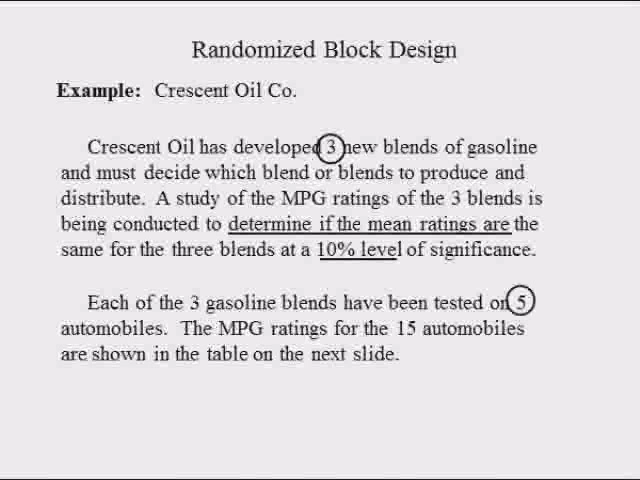 Randomized Block Design
Example: Crescent Oil Co.
Crescent Oil has developed 3 new blends of gasoline
and must decide which blend or blends to produce and
distribute. A study of the MPG ratings of the 3 blends is
being conducted to determine if the mean ratings are the
same for the three blends at a 10% level of significance.
Each of the 3 gasoline blends have been tested on 5
automobiles. The MPG ratings for the 15 automobiles
are shown in the table on the next slide.